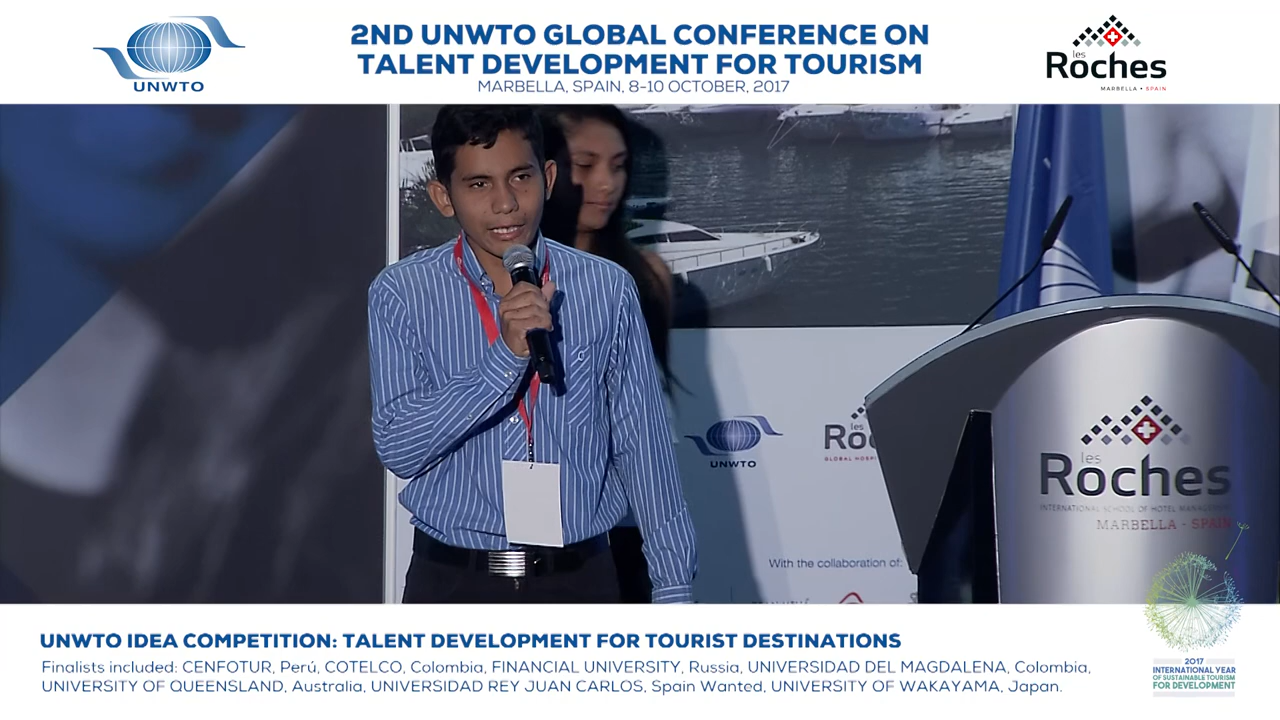 2ND UNWTO GLOBAL CONFERENCE ON
TALENT DEVELOPMENT FOR TOURISM
MARBELLA, SPAIN, 8-10 OCTOBER, 2017
UNWTO
les
Roches
MARBELLA • SPAIN
UNWTO
les
Roc
With the collaboration of:
les
Roches
INTERNATIONAL SCHOOL OF HOTEL MANAGEMENT
MARBELLA - SPAIN
UNWTO IDEA COMPETITION: TALENT DEVELOPMENT FOR TOURIST DESTINATIONS
Finalists included: CENFOTUR, Perú, COTELCO, Colombia, FINANCIAL UNIVERSITY, Russia, UNIVERSIDAD DEL MAGDALENA, Colombia,
UNIVERSITY OF QUEENSLAND, Australia, UNIVERSIDAD REY JUAN CARLOS, Spain Wanted, UNIVERSITY OF WAKAYAMA, Japan.
2017
INTERNATIONAL YEAR
OF SUSTAINABLE TOURISM
FOR DEVELOPMENT